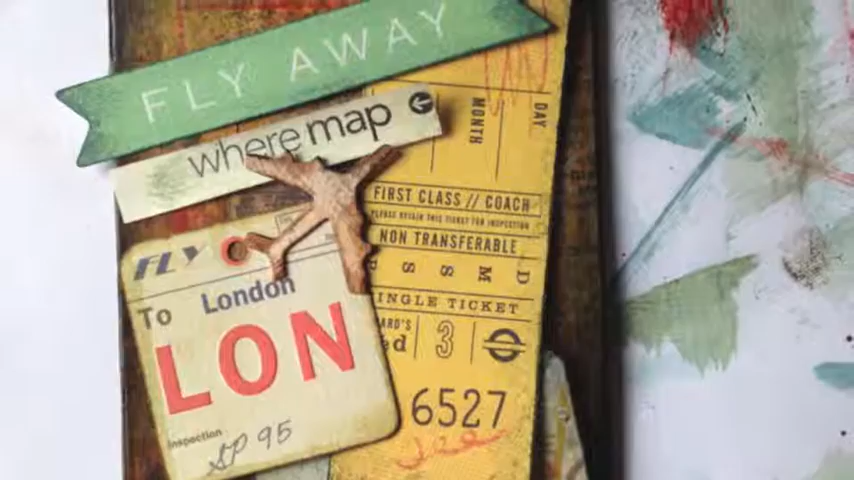 FLY AWAY
where map
DAY
MONTH
FIRST CLASS // COACH
PLEASE RETAIN THIS TICKET FOR INSPECTION
NON TRANSFERABLE
S S M D
INGLE TICKET
3
6527
FLY
To London
LON
Inspection
SP 95